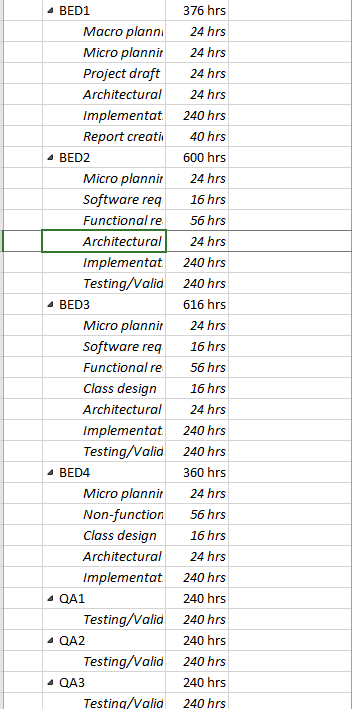 BED1 376 hrs
Macro planni 24 hrs
Micro plannin 24 hrs
Project draft 24 hrs
Architectural 24 hrs
Implementat. 240 hrs
Report creatic 40 hrs
BED2 600 hrs
Micro plannin 24 hrs
Software req 16 hrs
Functional re 56 hrs
Architectural 24 hrs
Implementat. 240 hrs
Testing/Valid 240 hrs
BED3 616 hrs
Micro plannin 24 hrs
Software req 16 hrs
Functional re 56 hrs
Class design 16 hrs
Architectural 24 hrs
Implementat. 240 hrs
Testing/Valid 240 hrs
BED4 360 hrs
Micro plannin 24 hrs
Non-function 56 hrs
Class design 16 hrs
Architectural 24 hrs
Implementat. 240 hrs
QA1 240 hrs
Testing/Valid 240 hrs
QA2 240 hrs
Testing/Valid 240 hrs
QA3 240 hrs
Testing/Valid 240 hrs